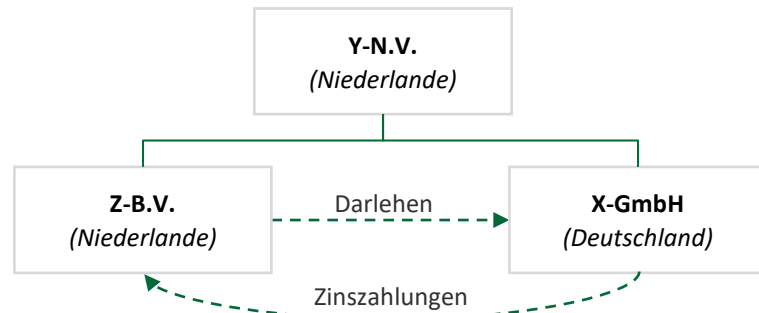 Y-N.V.
(Niederlande)
Z-B.V.
(Niederlande)
Darlehen
X-GmbH
(Deutschland)
Zinszahlungen